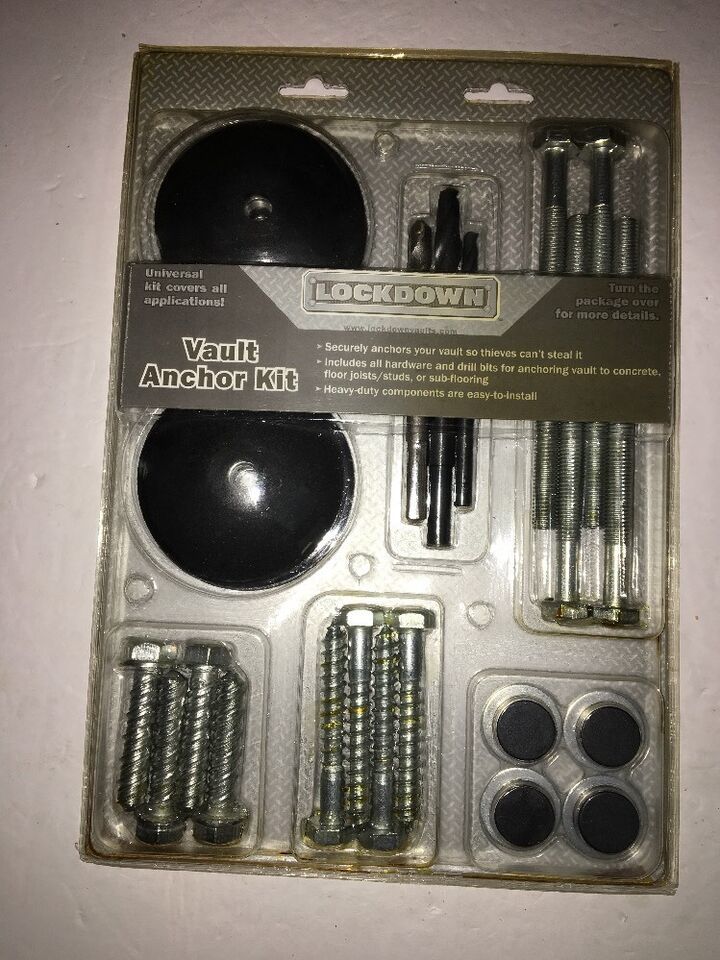 Universal
kit covers all
applications!
LOCKDOWN
www.lockdownvaults.com
Turn the
package over
for more details.
Vault
Anchor Kit
➤ Securely anchors your vault so thieves can't steal it
➤ Includes all hardware and drill bits for anchoring vault to concrete,
floor joists/studs, or sub-flooring
➤ Heavy-duty components are easy-to-install